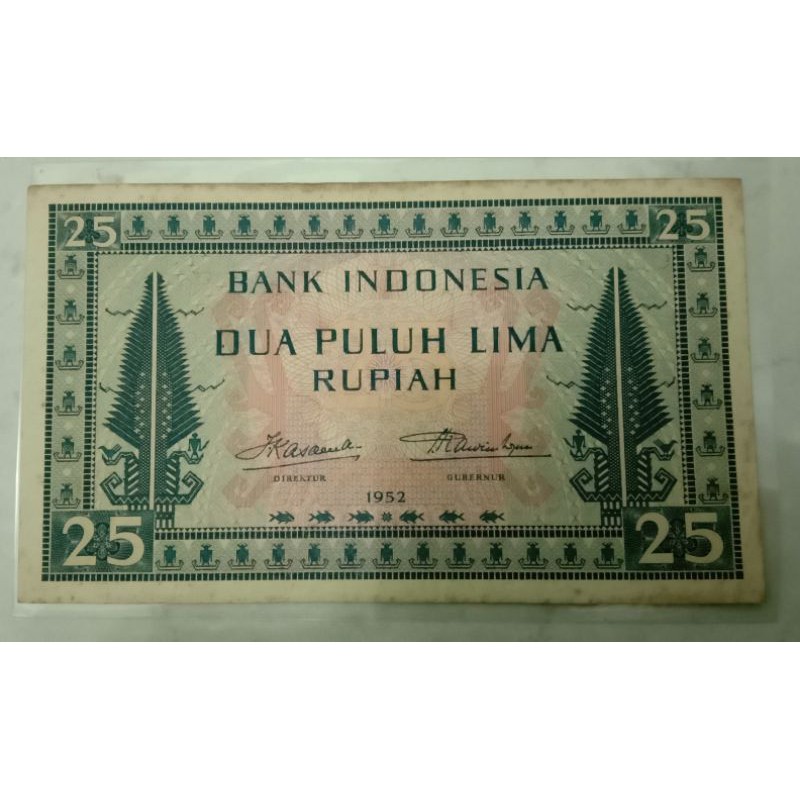 25 25
BANK INDONESIA
DUA PULUH LIMA
RUPIAH
DIREKTUR GUBERNUR
1952
25 25